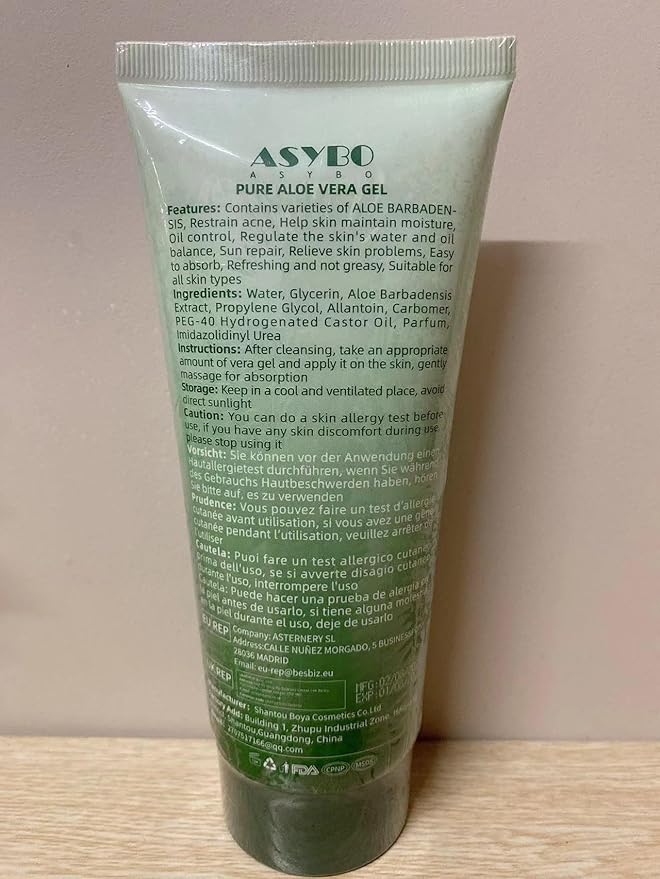 ASYBO
ASYBO
PURE ALOE VERA GEL
Features: Contains varieties of ALOE BARBADEN-
SIS, Restrain acne, Help skin maintain moisture,
Oil control, Regulate the skin's water and oil
balance, Sun repair, Relieve skin problems, Easy
to absorb, Refreshing and not greasy, Suitable for
all skin types
Ingredients: Water, Glycerin, Aloe Barbadensis
Extract, Propylene Glycol, Allantoin, Carbomer,
PEG-40 Hydrogenated Castor Oil, Parfum,
Imidazolidinyl Urea
Instructions: After cleansing, take an appropriate
amount of vera gel and apply it on the skin, gently
massage for absorption
Storage: Keep in a cool and ventilated place, avoid
direct sunlight
Caution: You can do a skin allergy test before
use, if you have any skin discomfort during use,
please stop using it
Vorsicht: Sie können vor der Anwendung einen
Hautallergietest durchführen, wenn Sie während
des Gebrauchs Hautbeschwerden haben, hören
Sie bitte auf, es zu verwenden
Prudence: Vous pouvez faire un test d'allergie
cutanée avant utilisation, si vous avez une gêne
cutanée pendant l'utilisation, veuillez arrêter de
l'utiliser
Cautela: Puoi fare un test allergico cutaneo
prima dell'uso, se si avverte disagio cutaneo
durante l'uso, interrompere l'uso
Cautela: Puede hacer una prueba de alergia
la piel antes de usarlo, si tiene alguna molestia
en la piel durante el uso, deje de usarlo
EU REP
Company: ASTERNERY SL
Address:CALLE NUÑEZ MORGADO, 5 BUSINESS
28036 MADRID
Email: eu-rep@besbiz.eu
UK REP
MFG:
EXP:
Manufacturer: Shantou Boya Cosmetics Co.Ltd
Add: Building 1, Zhupu Industrial Zone,
Shantou,Guangdong, China
@qq.com
FDA CPNP MSDS